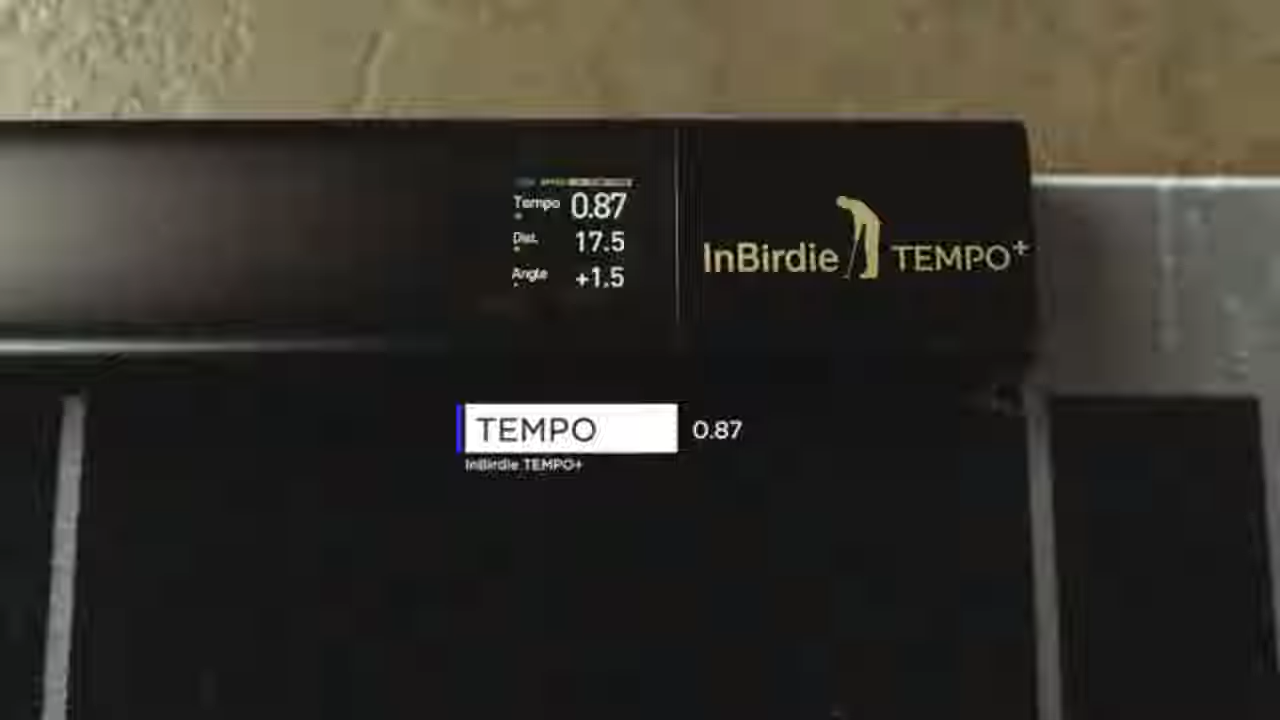 Tempo 0.87
Dist. 17.5
Angle +1.5
InBirdie TEMPO+
TEMPO 0.87
InBirdie TEMPO+